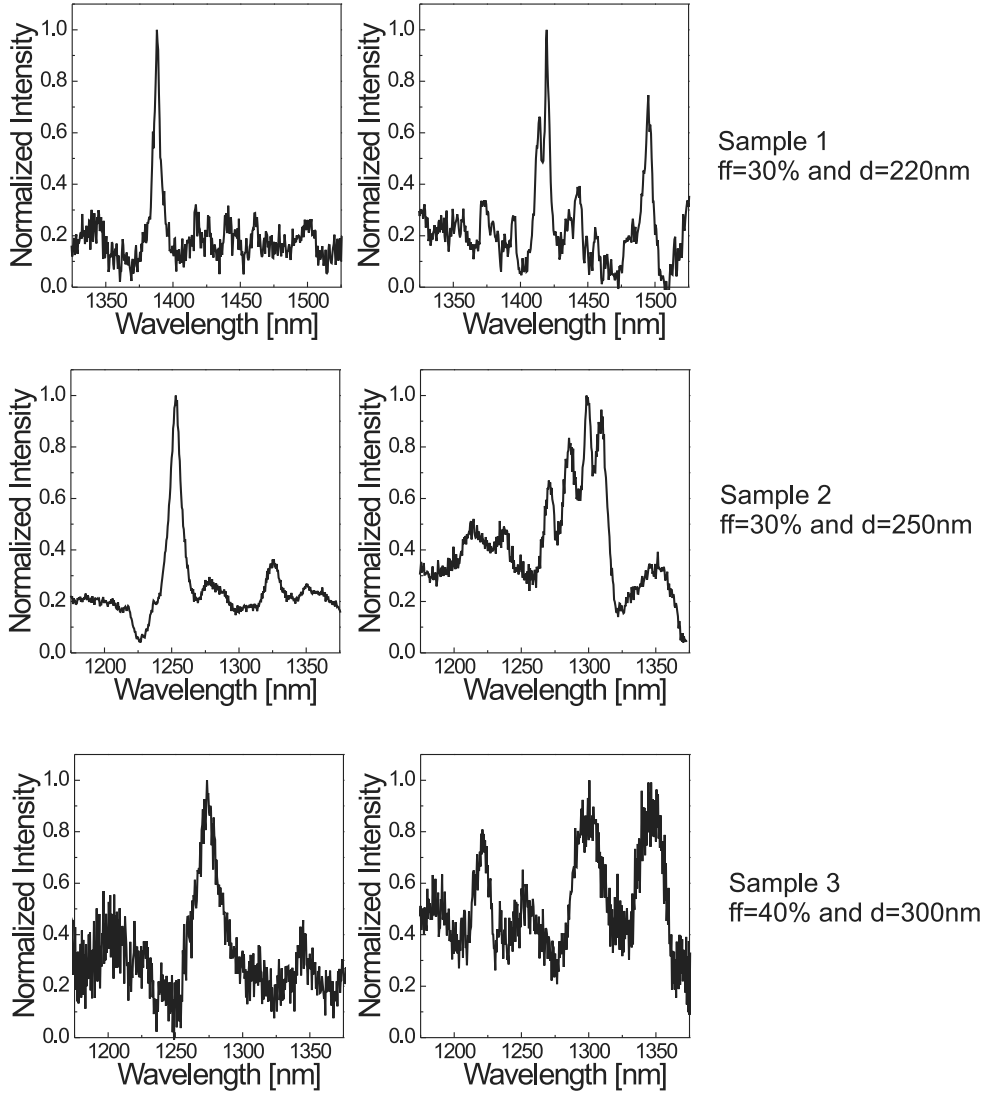 Normalized Intensity
1.0
0.8
0.6
0.4
0.2
0.0
1350 1400 1450 1500
Wavelength [nm]
Normalized Intensity
1.0
0.8
0.6
0.4
0.2
0.0
1350 1400 1450 1500
Wavelength [nm]
Sample 1
ff=30% and d=220nm
Normalized Intensity
1.0
0.8
0.6
0.4
0.2
0.0
1200 1250 1300 1350
Wavelength [nm]
Normalized Intensity
1.0
0.8
0.6
0.4
0.2
0.0
1200 1250 1300 1350
Wavelength [nm]
Sample 2
ff=30% and d=250nm
Normalized Intensity
1.0
0.8
0.6
0.4
0.2
0.0
1200 1250 1300 1350
Wavelength [nm]
Normalized Intensity
1.0
0.8
0.6
0.4
0.2
0.0
1200 1250 1300 1350
Wavelength [nm]
Sample 3
ff=40% and d=300nm